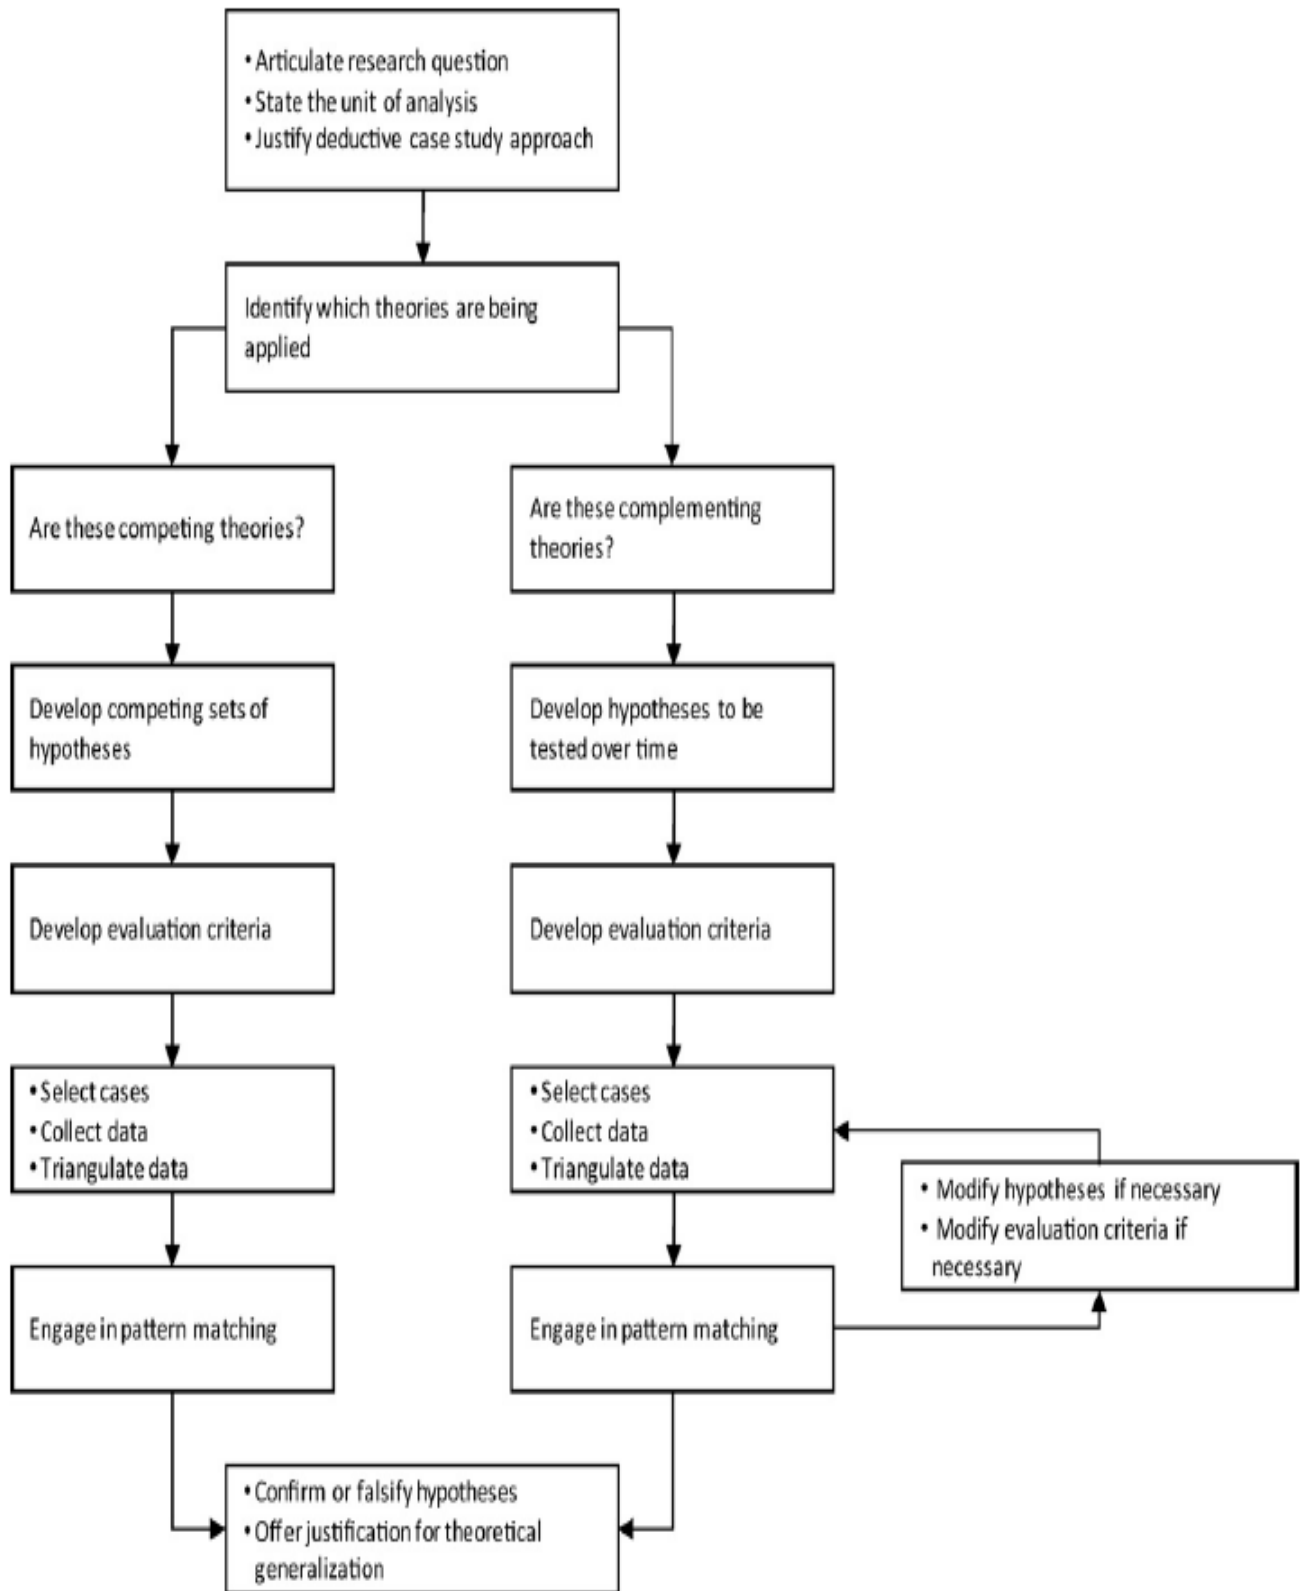 • Articulate research question
• State the unit of analysis
• Justify deductive case study approach
Identify which theories are being
applied
Are these competing theories?
Are these complementing
theories?
Develop competing sets of
hypotheses
Develop hypotheses to be
tested over time
Develop evaluation criteria
Develop evaluation criteria
• Select cases
• Collect data
• Triangulate data
• Select cases
• Collect data
• Triangulate data
• Modify hypotheses if necessary
• Modify evaluation criteria if
necessary
Engage in pattern matching
Engage in pattern matching
• Confirm or falsify hypotheses
• Offer justification for theoretical
generalization